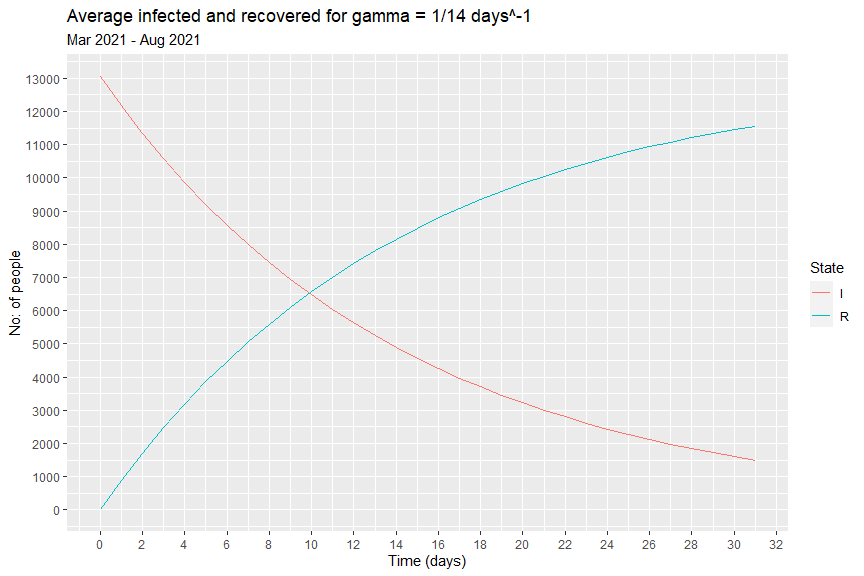 Average infected and recovered for gamma = 1/14 days^-1
Mar 2021 - Aug 2021
No: of people
13000
12000
11000
10000
9000
8000
7000
6000
5000
4000
3000
2000
1000
0
0 2 4 6 8 10 12 14 16 18 20 22 24 26 28 30 32
Time (days)
State
I
R